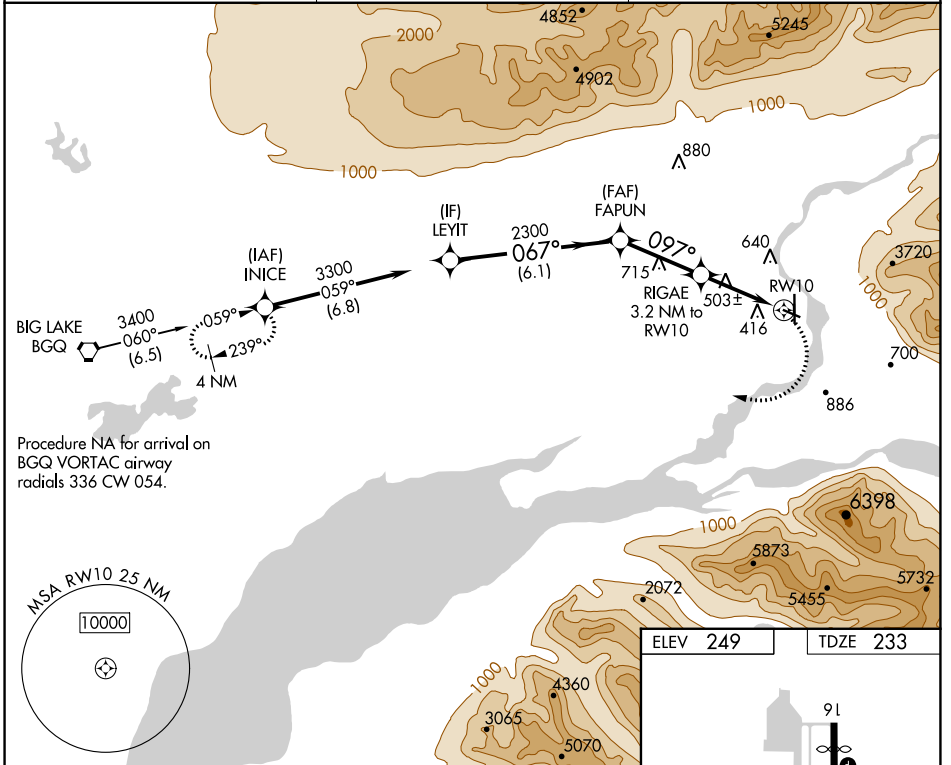 4852
5245
2000
4902
1000
1000
880
(FAF)
FAPUN
(IF)
LEYIT
2300
067°
(6.1)
097°
640
715
3720
(IAF)
INICE
3300
059°
(6.8)
RIGAE
3.2 NM to
RW10
503±
RW10
416
1000
BIG LAKE
BGQ
3400
060°
(6.5)
059°
239°
4 NM
700
886
Procedure NA for arrival on
BGQ VORTAC airway
radials 336 CW 054.
6398
1000
5873
5732
5455
2072
MSA RW10 25 NM
10000
ELEV 249
TDZE 233
1000
4360
3065
5070
16